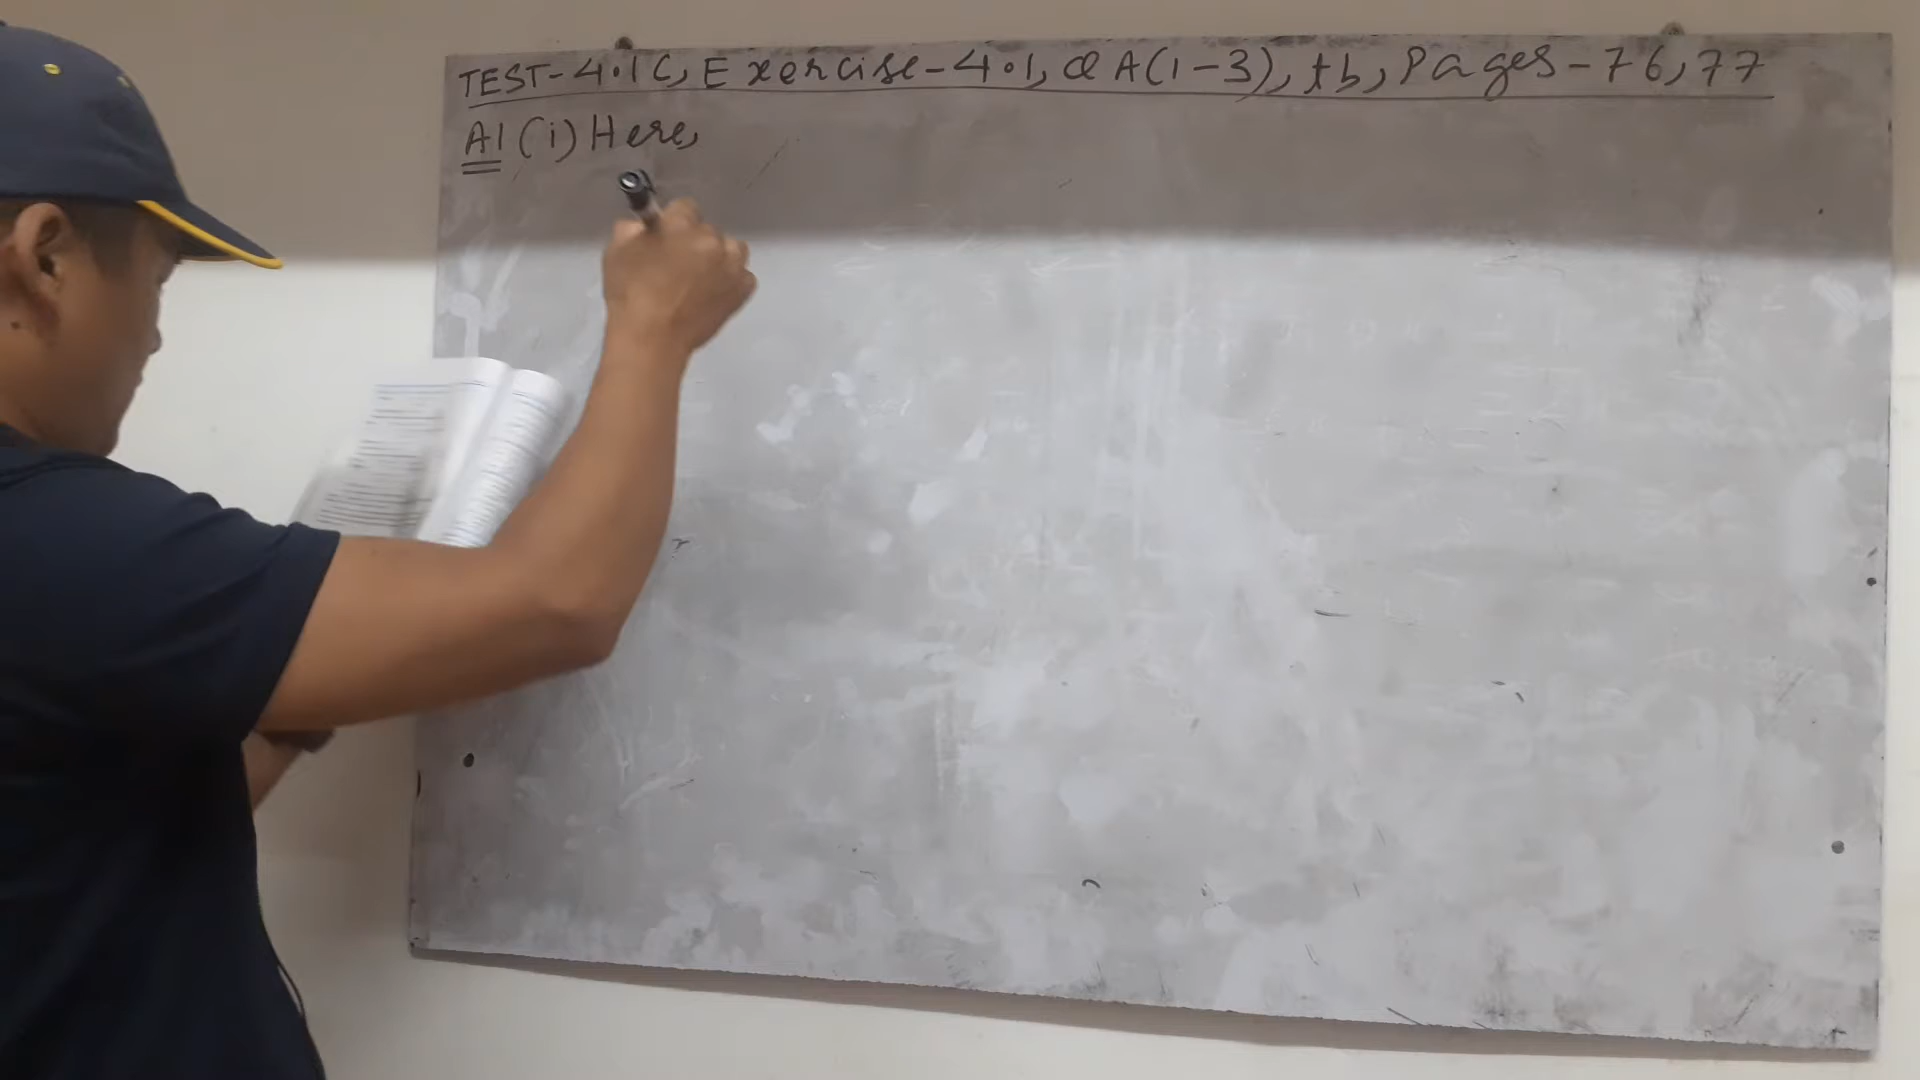 TEST-4.1C, Exercise-4.1, Q A(1-3), tb, Pages-76,77
A1 (i) Here,